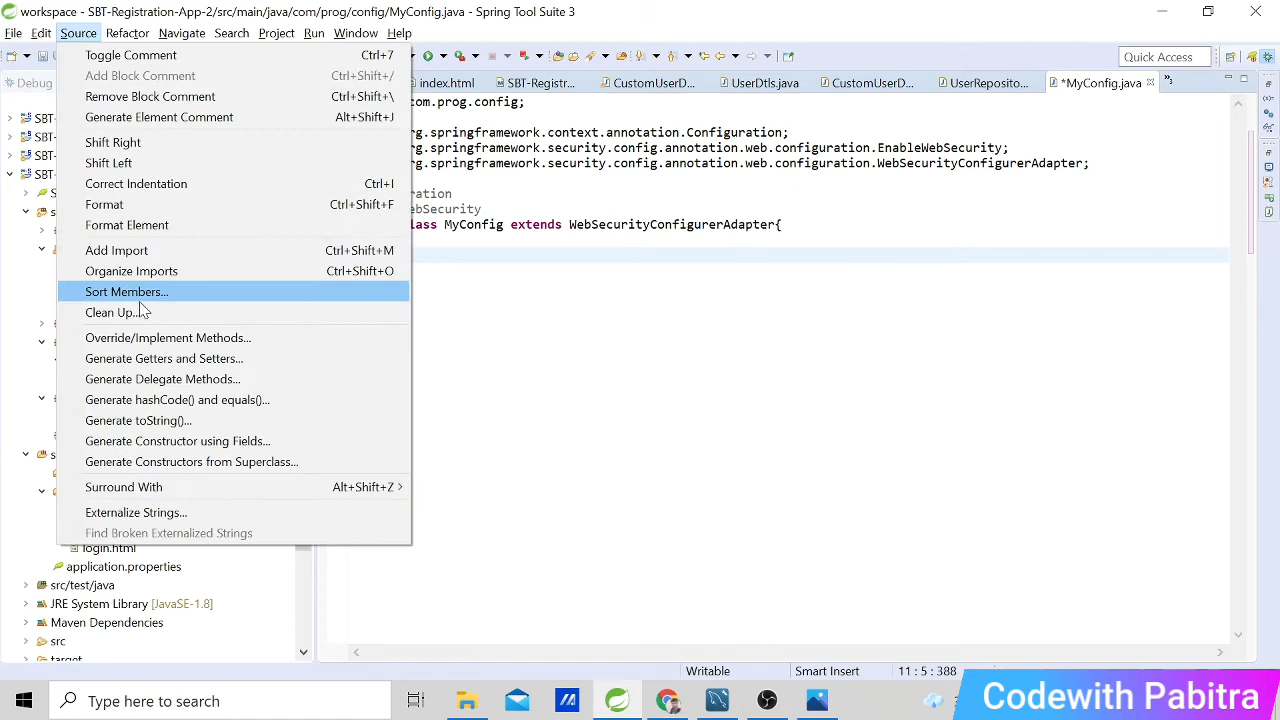 workspace - SBT-Registration-App-2/src/main/java/com/prog/config/MyConfig.java - Spring Tool Suite 3
File Edit Source Refactor Navigate Search Project Run Window Help
Quick Access
Debug
index.html SBT-Registr... CustomUserD... UserDtls.java CustomUserD... UserReposito... *MyConfig.java
Toggle Comment Ctrl+7
Add Block Comment Ctrl+Shift+/
Remove Block Comment Ctrl+Shift+\
Generate Element Comment Alt+Shift+J
Shift Right
Shift Left
Correct Indentation Ctrl+I
Format Ctrl+Shift+F
Format Element
Add Import Ctrl+Shift+M
Organize Imports Ctrl+Shift+O
Sort Members...
Clean Up...
Override/Implement Methods...
Generate Getters and Setters...
Generate Delegate Methods...
Generate hashCode() and equals()...
Generate toString()...
Generate Constructor using Fields...
Generate Constructors from Superclass...
Surround With Alt+Shift+Z
Externalize Strings...
Find Broken Externalized Strings
SBT-
SBT-
SBT-
SBT-
om.prog.config;
rg.springframework.context.annotation.Configuration;
rg.springframework.security.config.annotation.web.configuration.EnableWebSecurity;
rg.springframework.security.config.annotation.web.configuration.WebSecurityConfigurerAdapter;
ration
ebSecurity
lass MyConfig extends WebSecurityConfigurerAdapter{
login.html
application.properties
src/test/java
JRE System Library [JavaSE-1.8]
Maven Dependencies
src
target
Writable Smart Insert 11 : 5 : 388
Type here to search
Codewith Pabitra